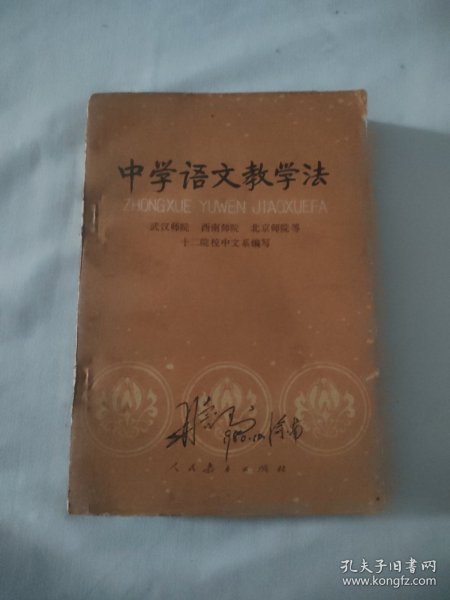 中学语文教学法
ZHONGXUE YUWEN JIAOXUEFA
武汉师院 西南师院 北京师院等
十二院校中文系编写
1980.10
人民教育出版社
孔夫子旧书网
www.kongfz.com